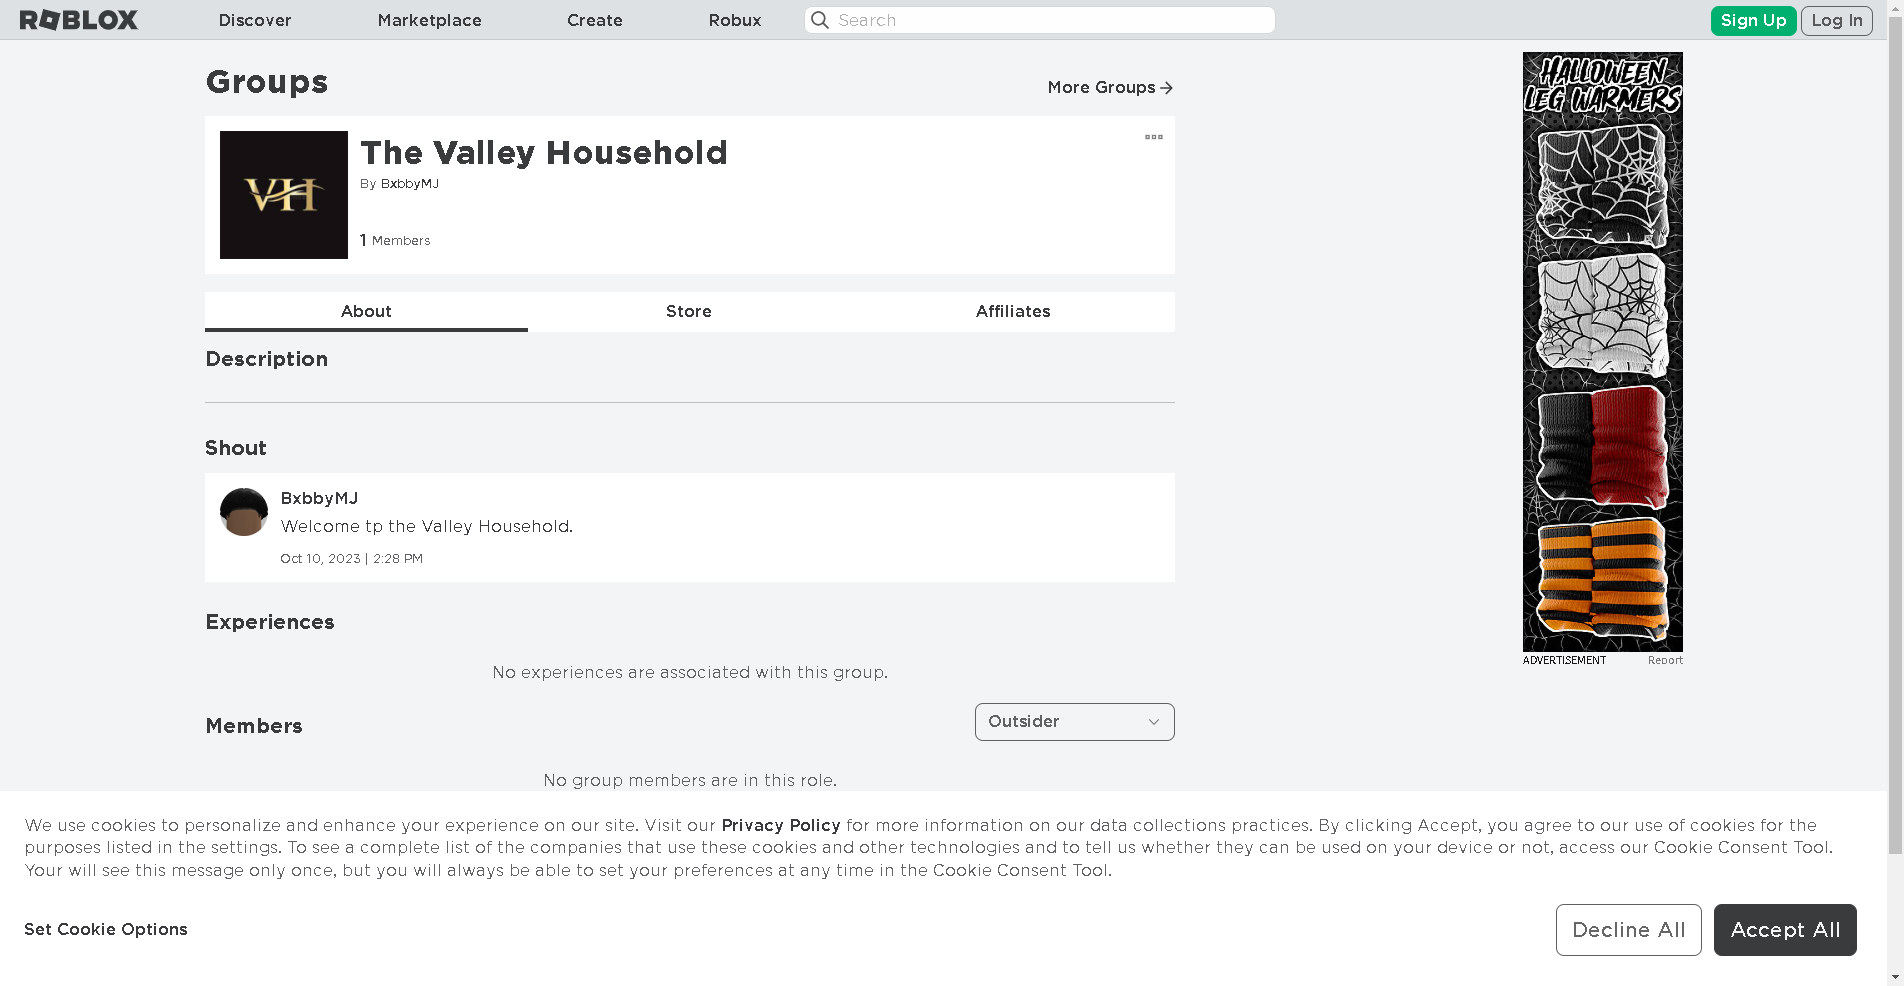 ROBLOX
Discover
Marketplace
Create
Robux
Search
Sign Up
Log In
Groups
More Groups
VH
The Valley Household
By BxbbyMJ
1 Members
About
Store
Affiliates
Description
Shout
BxbbyMJ
Welcome tp the Valley Household.
Oct 10, 2023 | 2:28 PM
Experiences
No experiences are associated with this group.
Members
Outsider
No group members are in this role.
HALLOWEEN
LEG WARMERS
ADVERTISEMENT
Report
We use cookies to personalize and enhance your experience on our site. Visit our Privacy Policy for more information on our data collections practices. By clicking Accept, you agree to our use of cookies for the
purposes listed in the settings. To see a complete list of the companies that use these cookies and other technologies and to tell us whether they can be used on your device or not, access our Cookie Consent Tool.
Your will see this message only once, but you will always be able to set your preferences at any time in the Cookie Consent Tool.
Set Cookie Options
Decline All
Accept All